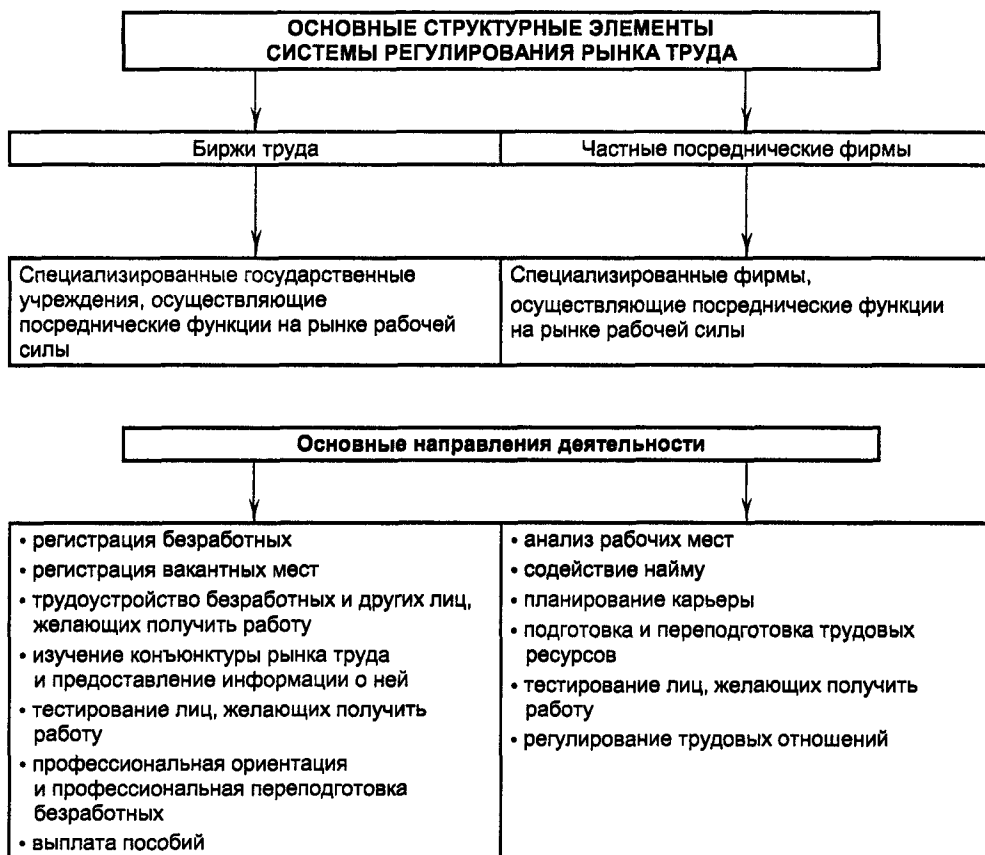 ОСНОВНЫЕ СТРУКТУРНЫЕ ЭЛЕМЕНТЫ
СИСТЕМЫ РЕГУЛИРОВАНИЯ РЫНКА ТРУДА
Биржи труда
Частные посреднические фирмы
Специализированные государственные
учреждения, осуществляющие
посреднические функции на рынке рабочей
силы
Специализированные фирмы,
осуществляющие посреднические функции
на рынке рабочей силы
Основные направления деятельности
• регистрация безработных
• регистрация вакантных мест
• трудоустройство безработных и других лиц,
желающих получить работу
• изучение конъюнктуры рынка труда
и предоставление информации о ней
• тестирование лиц, желающих получить
работу
• профессиональная ориентация
и профессиональная переподготовка
безработных
• выплата пособий
• анализ рабочих мест
• содействие найму
• планирование карьеры
• подготовка и переподготовка трудовых
ресурсов
• тестирование лиц, желающих получить
работу
• регулирование трудовых отношений